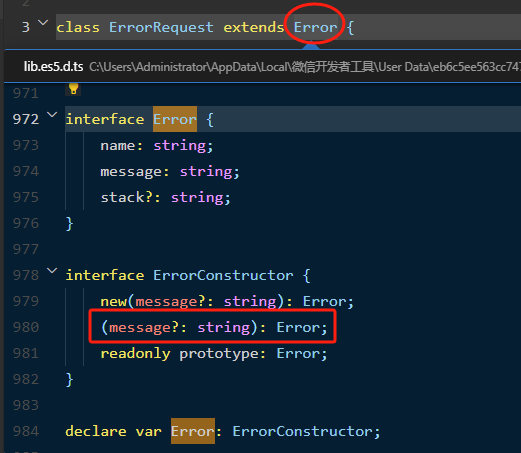 2
3 class ErrorRequest extends Error {
lib.es5.d.ts C:\Users\Administrator\AppData\Local\微信开发者工具\User Data\eb6c5ee563cc747
971
972 interface Error {
973 name: string;
974 message: string;
975 stack?: string;
976 }
977
978 interface ErrorConstructor {
979 new(message?: string): Error;
980 (message?: string): Error;
981 readonly prototype: Error;
982 }
983
984 declare var Error: ErrorConstructor;